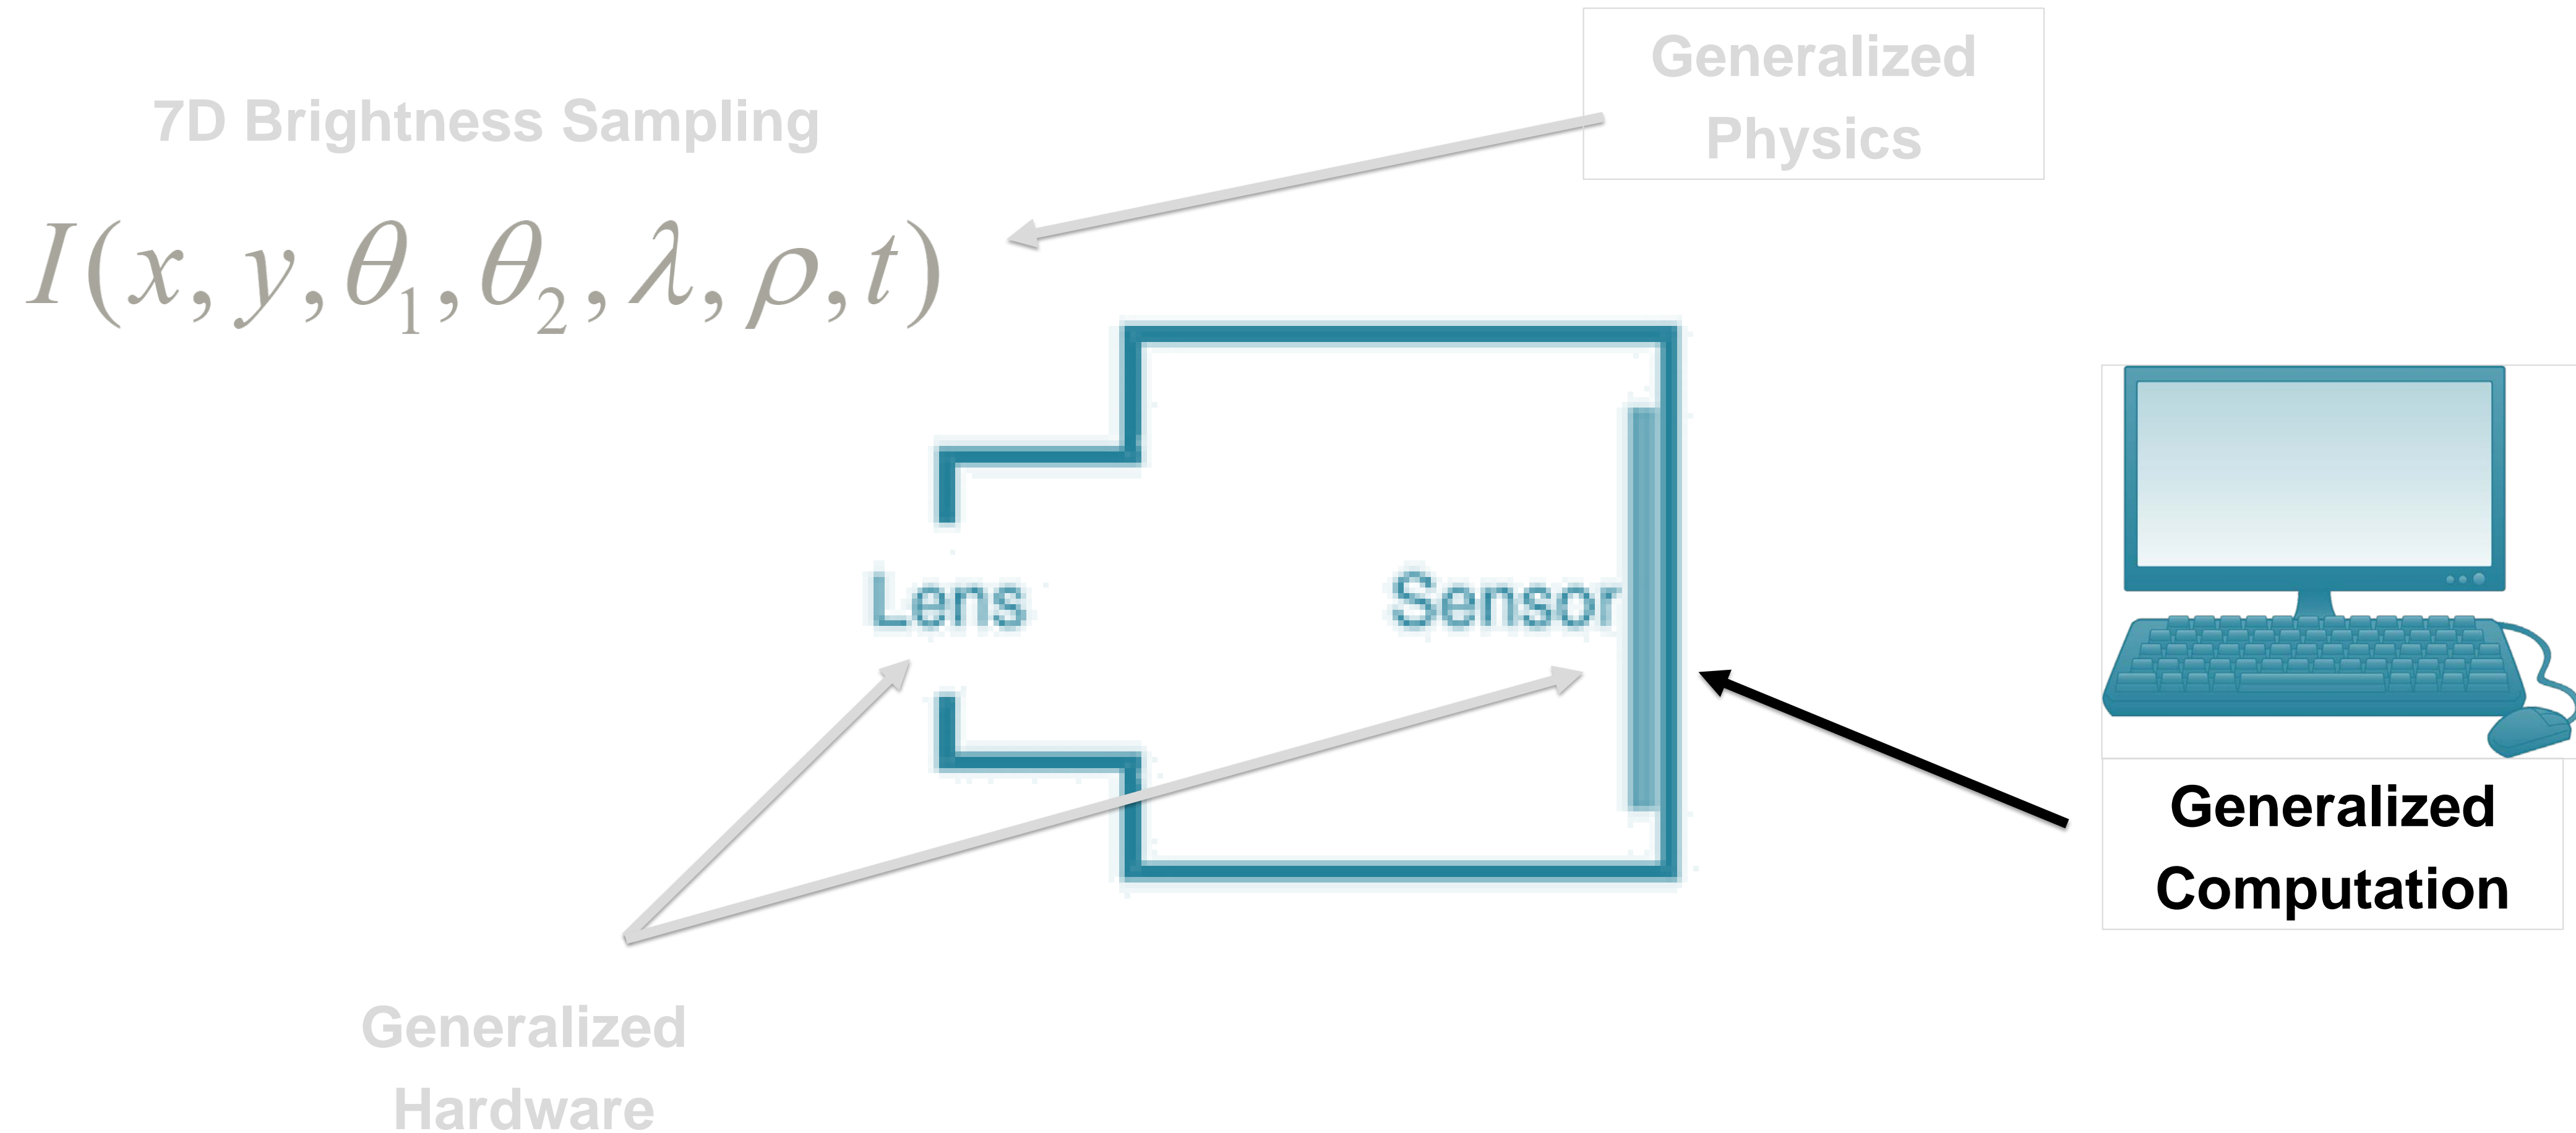 Generalized
Physics
7D Brightness Sampling
I(x, y, θ₁, θ₂, λ, ρ, t)
Lens
Sensor
Generalized
Computation
Generalized
Hardware